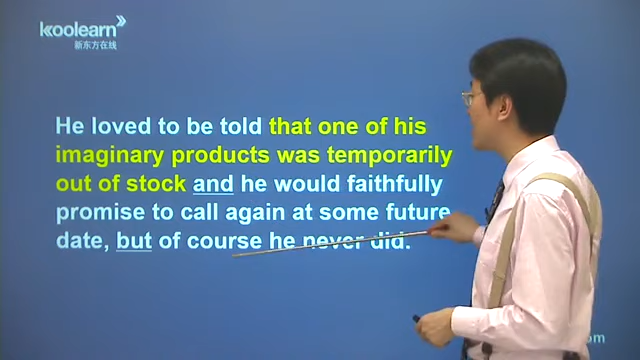 koolearn
新东方在线
He loved to be told that one of his
imaginary products was temporarily
out of stock and he would faithfully
promise to call again at some future
date, but of course he never did.
om